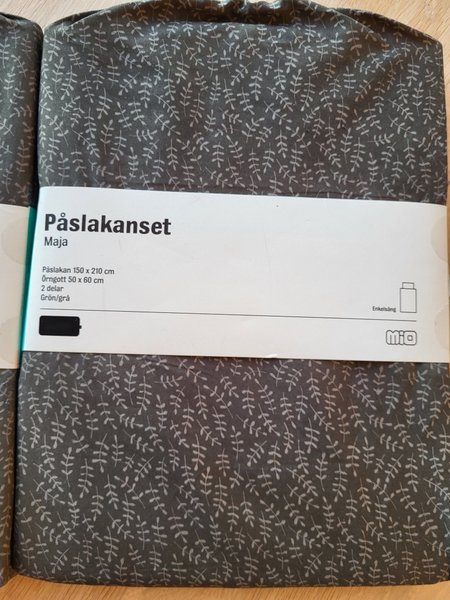 Påslakanset
Maja
Påslakan 150 x 210 cm
Örngott 50 x 60 cm
2 delar
Grön/grå
Enkelsäng
mio